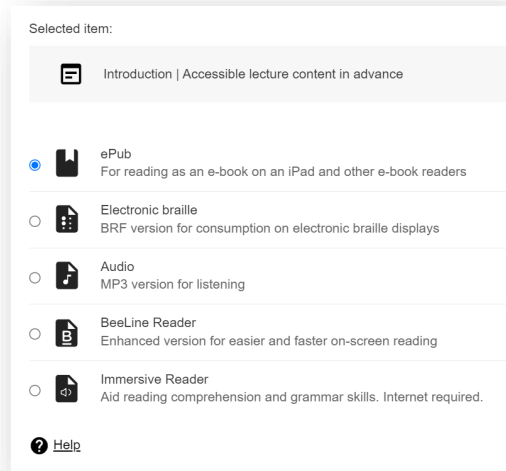 Selected item:
Introduction | Accessible lecture content in advance
ePub
For reading as an e-book on an iPad and other e-book readers
Electronic braille
BRF version for consumption on electronic braille displays
Audio
MP3 version for listening
BeeLine Reader
Enhanced version for easier and faster on-screen reading
Immersive Reader
Aid reading comprehension and grammar skills. Internet required.
Help